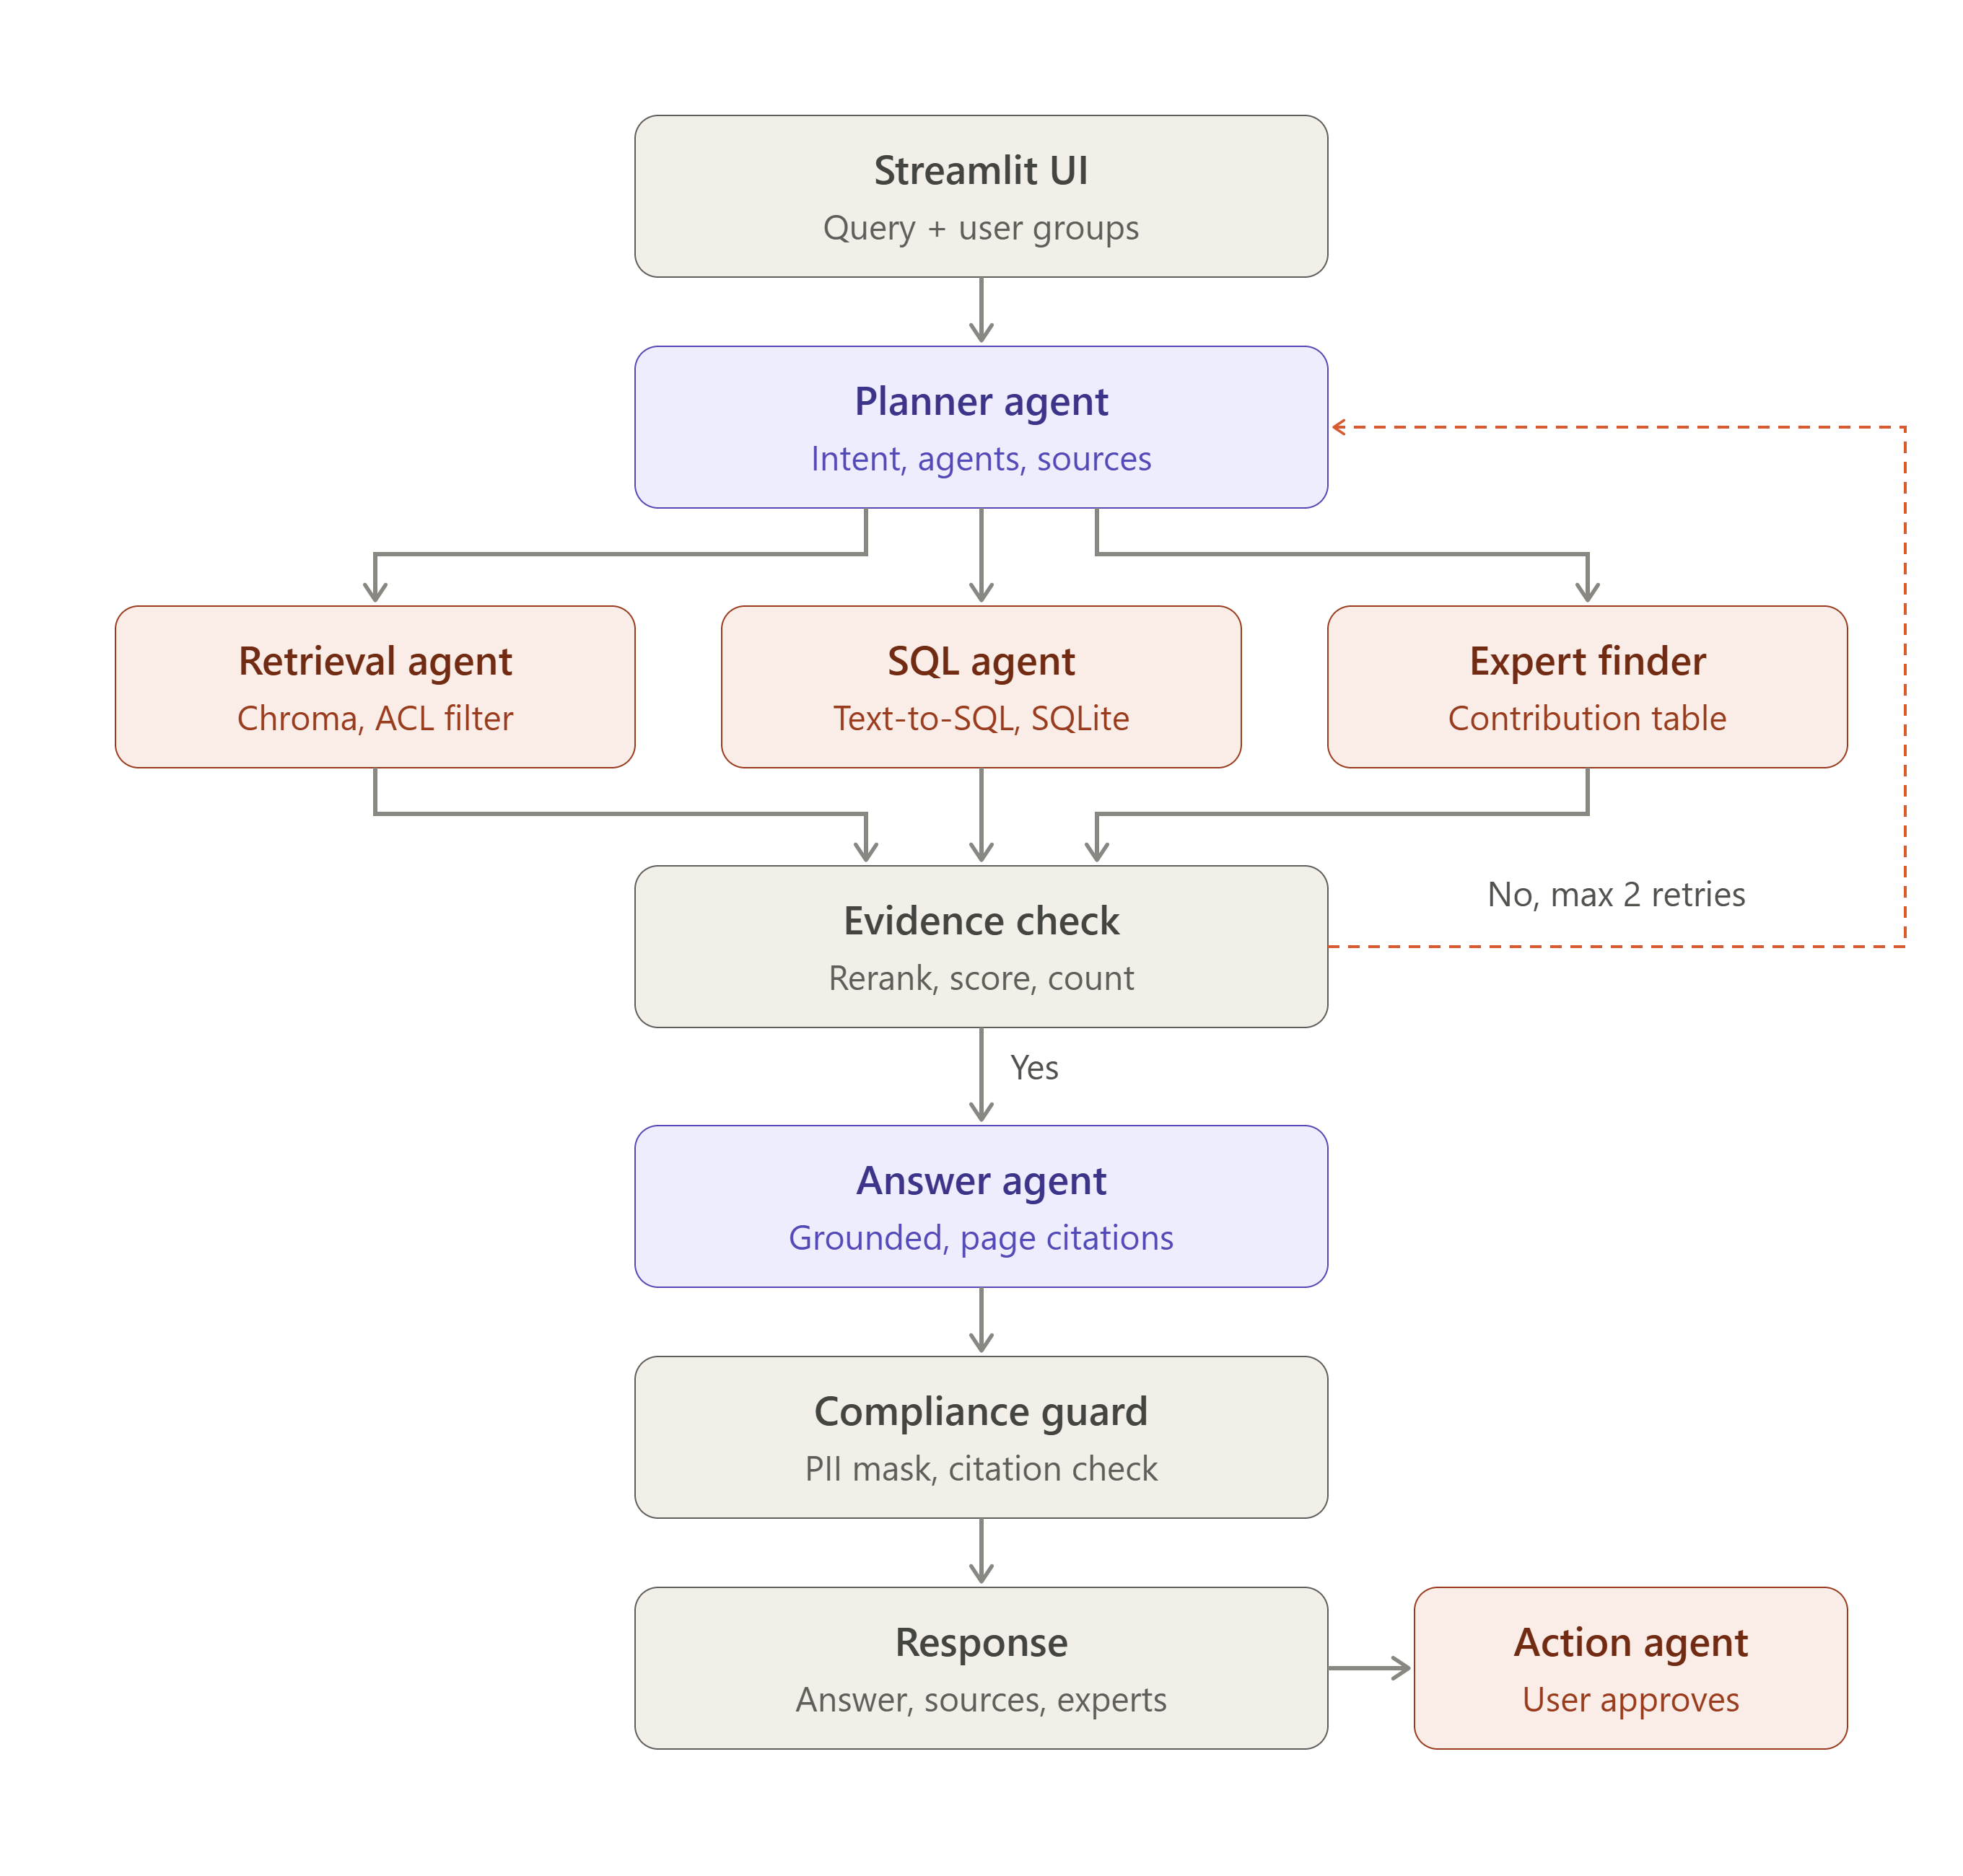 Streamlit UI
Query + user groups
Planner agent
Intent, agents, sources
Retrieval agent
Chroma, ACL filter
SQL agent
Text-to-SQL, SQLite
Expert finder
Contribution table
Evidence check
Rerank, score, count
No, max 2 retries
Yes
Answer agent
Grounded, page citations
Compliance guard
PII mask, citation check
Response
Answer, sources, experts
Action agent
User approves